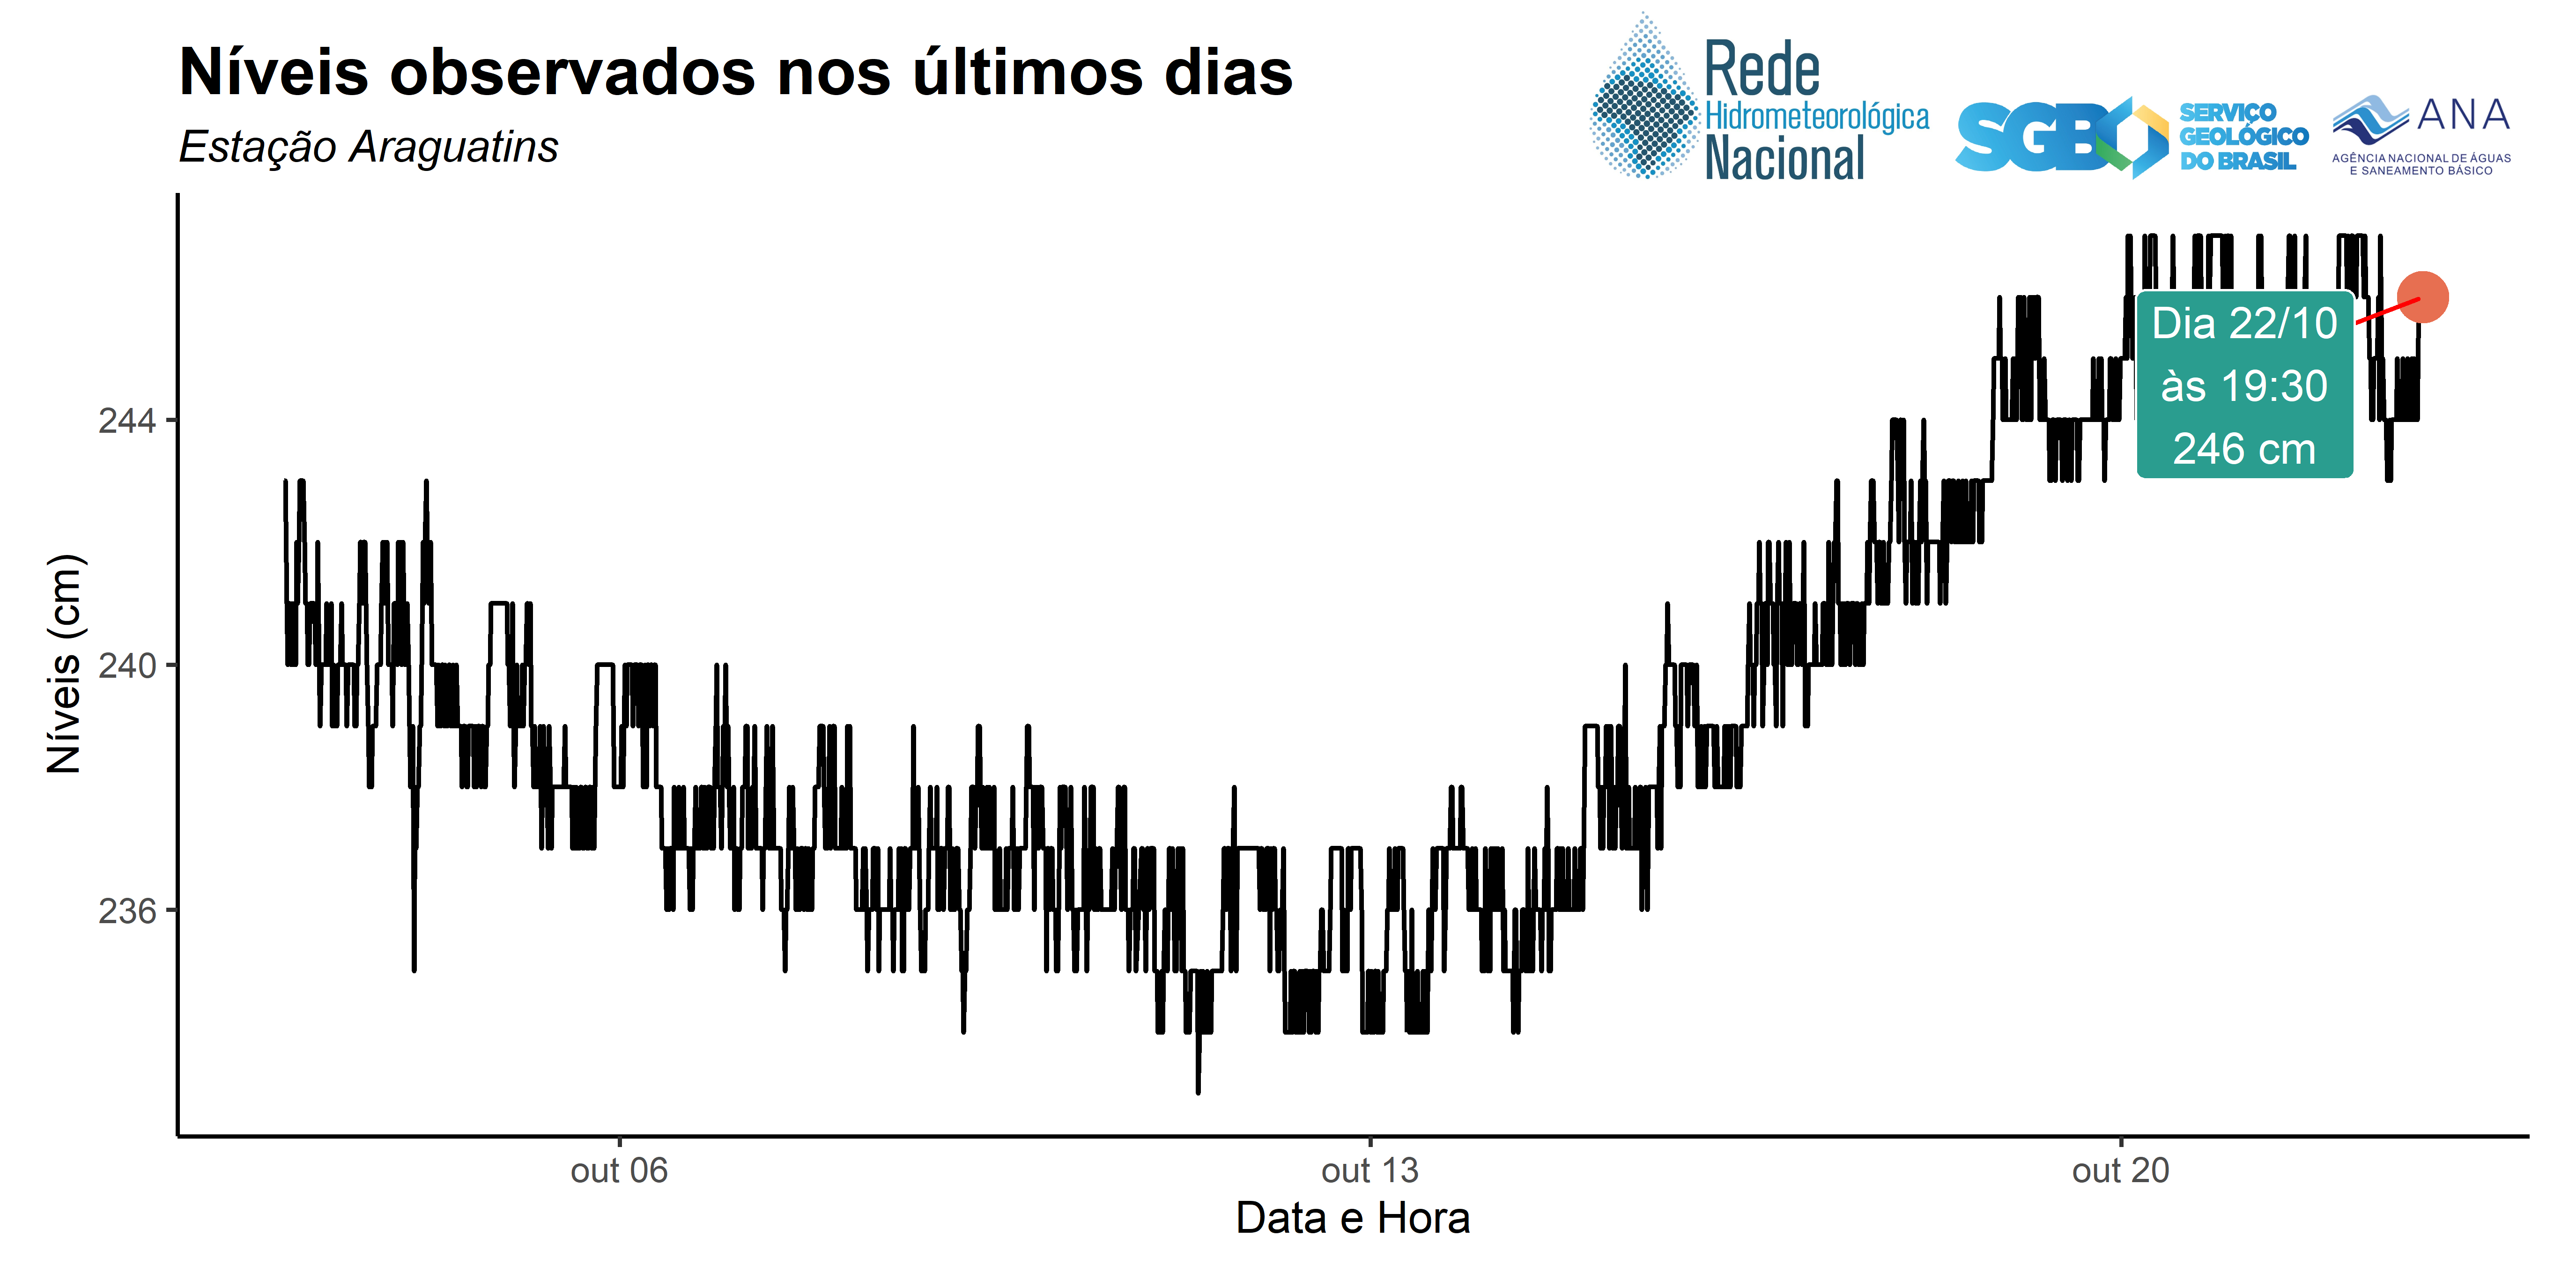 Níveis observados nos últimos dias
Estação Araguatins
Rede
Hidrometeorológica
Nacional
SGB
SERVIÇO
GEOLÓGICO
DO BRASIL
ANA
AGÊNCIA NACIONAL DE ÁGUAS
E SANEAMENTO BÁSICO
Níveis (cm)
244
240
236
Dia 22/10
às 19:30
246 cm
out 06
out 13
out 20
Data e Hora